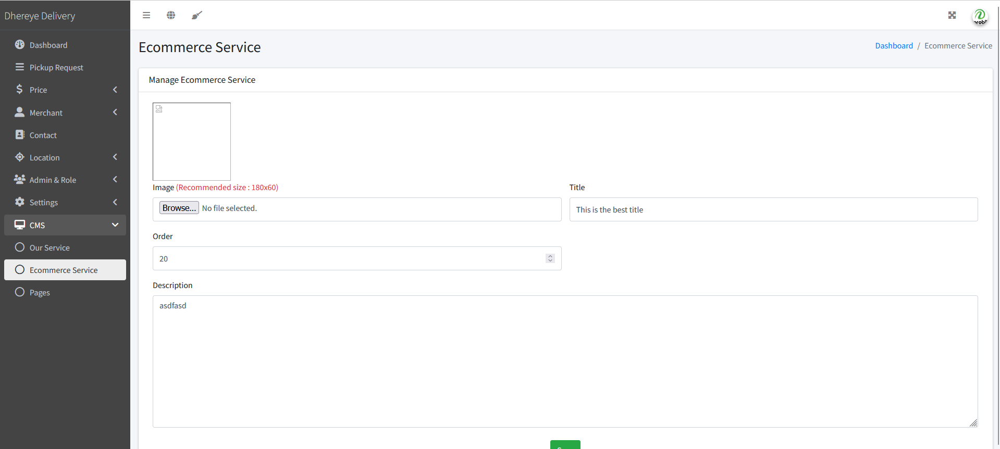 Dhereye Delivery
Dashboard
Pickup Request
Price
Merchant
Contact
Location
Admin & Role
Settings
CMS
Our Service
Ecommerce Service
Pages
Ecommerce Service
Dashboard / Ecommerce Service
Manage Ecommerce Service
Image (Recommended size : 180x60)
Browse... No file selected.
Title
This is the best title
Order
20
Description
asdfasd